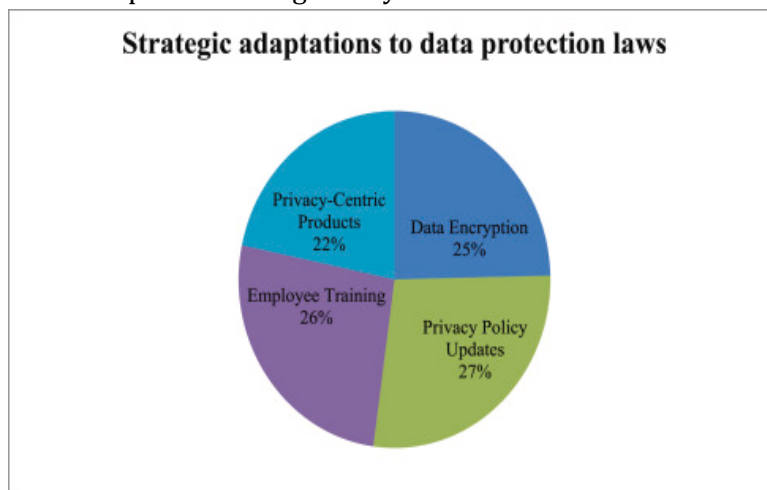 Strategic adaptations to data protection laws
Privacy-Centric
Products
22%
Data Encryption
25%
Employee Training
26%
Privacy Policy
Updates
27%